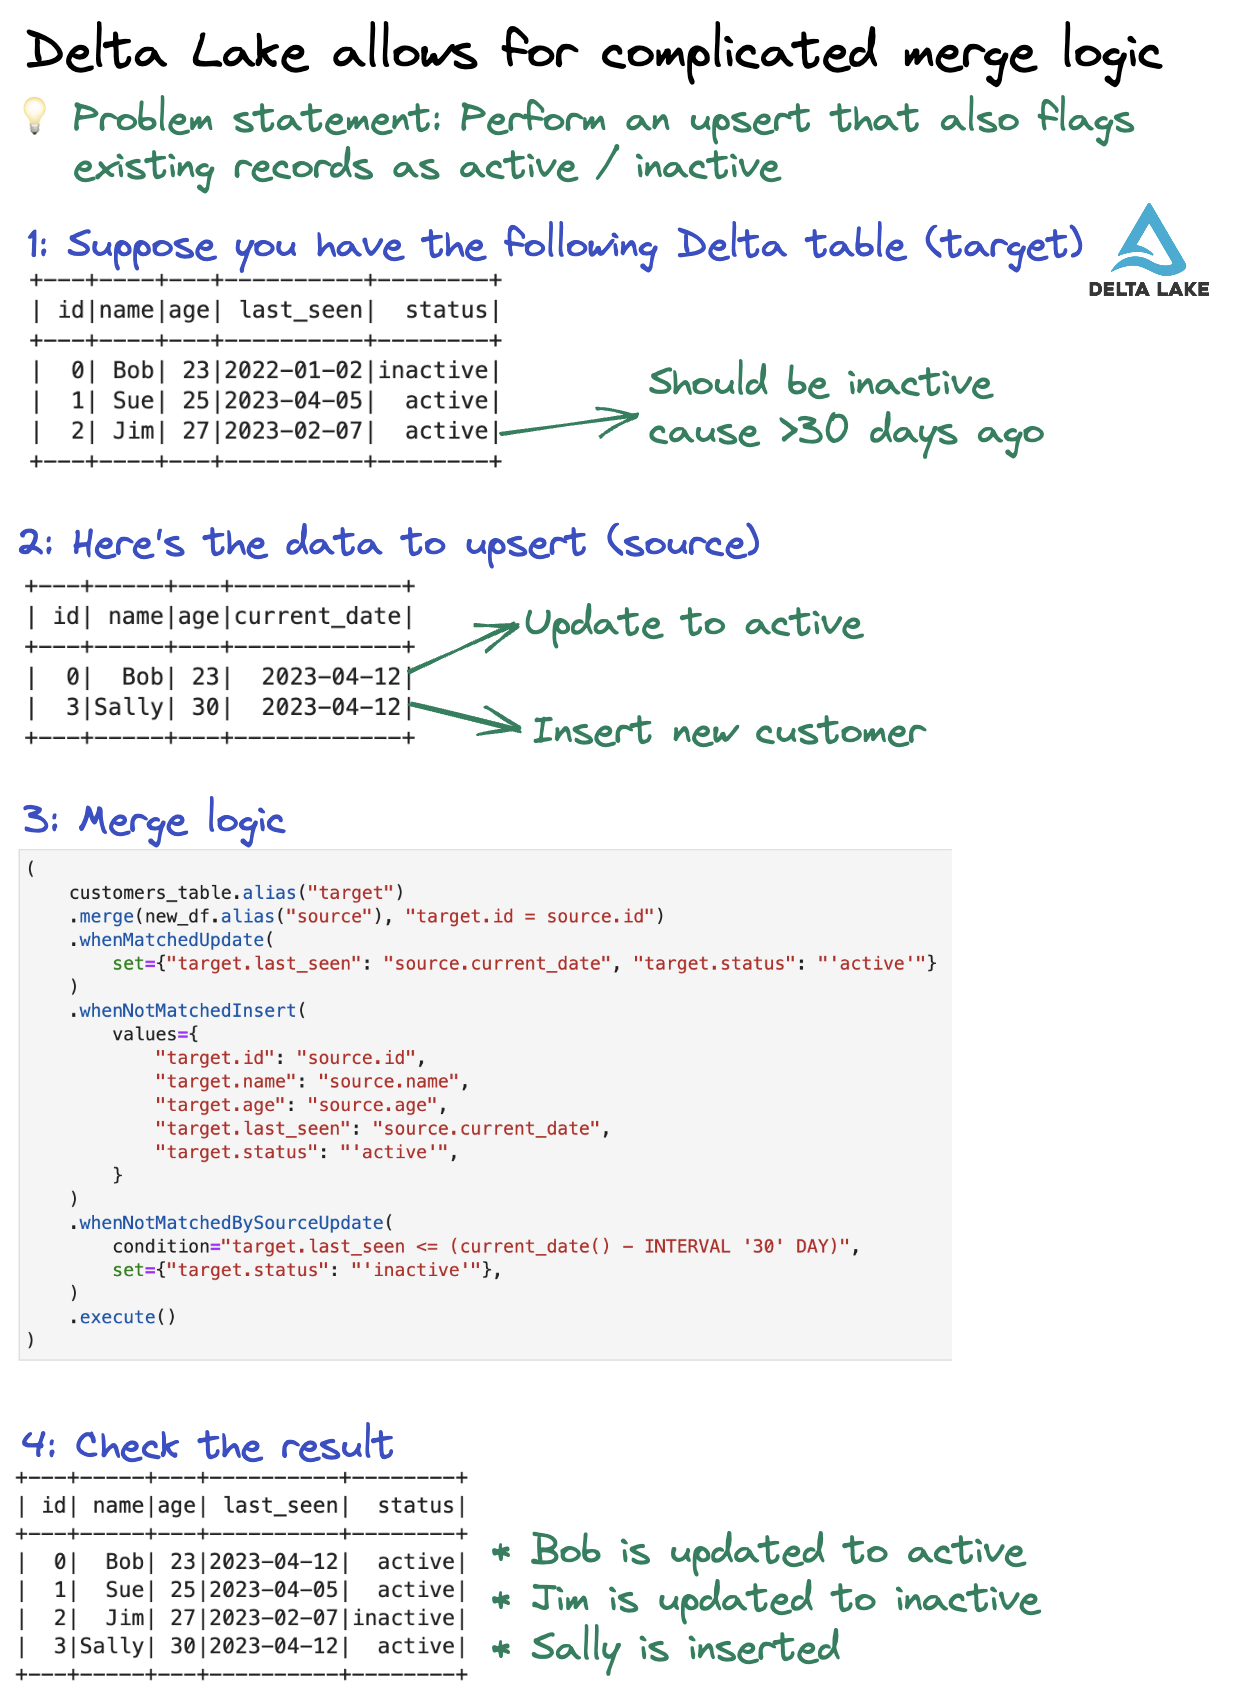 Delta Lake allows for complicated merge logic
Problem statement: Perform an upsert that also flags
existing records as active / inactive
1: Suppose you have the following Delta table (target)
DELTA LAKE
+---+----+---+----------+--------+
| id|name|age| last_seen|  status|
+---+----+---+----------+--------+
|  0| Bob| 23|2022-01-02|inactive|
|  1| Sue| 25|2023-04-05|  active|
|  2| Jim| 27|2023-02-07|  active|
+---+----+---+----------+--------+
Should be inactive
cause >30 days ago
2: Here's the data to upsert (source)
+---+-----+---+------------+
| id| name|age|current_date|
+---+-----+---+------------+
|  0|  Bob| 23|  2023-04-12|
|  3|Sally| 30|  2023-04-12|
+---+-----+---+------------+
Update to active
Insert new customer
3: Merge logic
(
    customers_table.alias("target")
    .merge(new_df.alias("source"), "target.id = source.id")
    .whenMatchedUpdate(
        set={"target.last_seen": "source.current_date", "target.status": "'active'"}
    )
    .whenNotMatchedInsert(
        values={
            "target.id": "source.id",
            "target.name": "source.name",
            "target.age": "source.age",
            "target.last_seen": "source.current_date",
            "target.status": "'active'",
        }
    )
    .whenNotMatchedBySourceUpdate(
        condition="target.last_seen <= (current_date() - INTERVAL '30' DAY)",
        set={"target.status": "'inactive'"},
    )
    .execute()
)
4: Check the result
+---+-----+---+----------+--------+
| id| name|age| last_seen|  status|
+---+-----+---+----------+--------+
|  0|  Bob| 23|2023-04-12|  active|
|  1|  Sue| 25|2023-04-05|  active|
|  2|  Jim| 27|2023-02-07|inactive|
|  3|Sally| 30|2023-04-12|  active|
+---+-----+---+----------+--------+
* Bob is updated to active
* Jim is updated to inactive
* Sally is inserted